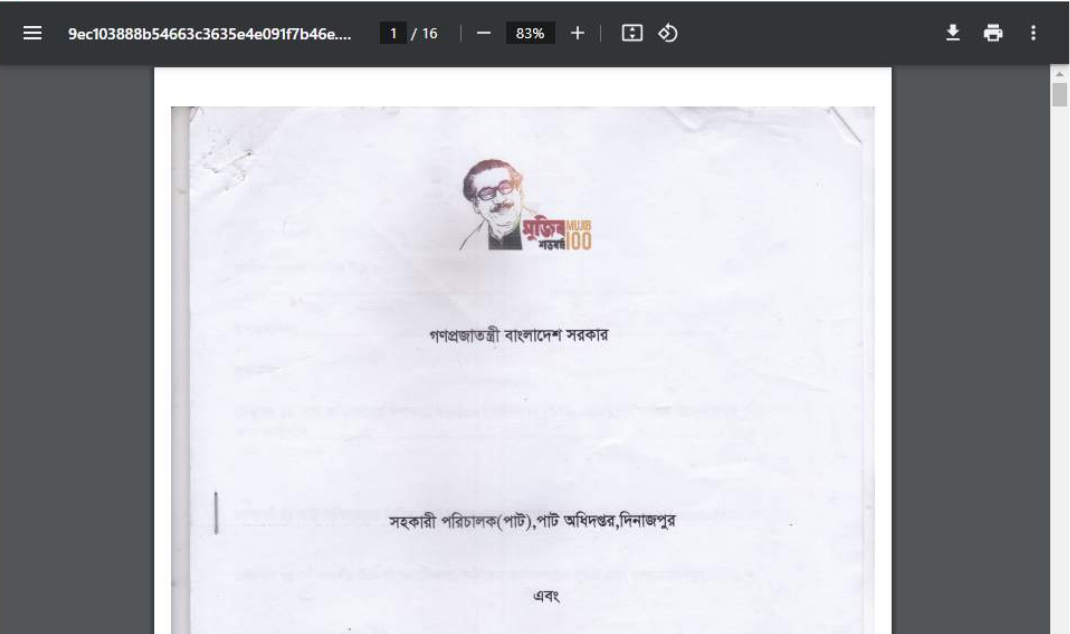 9ec103888b54663c3635e4e091f7b46e.... 1 / 16 83%
মুজিব MUJIB
শতবর্ষ 100
গণপ্রজাতন্ত্রী বাংলাদেশ সরকার
সহকারী পরিচালক(পাট),পাট অধিদপ্তর,দিনাজপুর
এবং